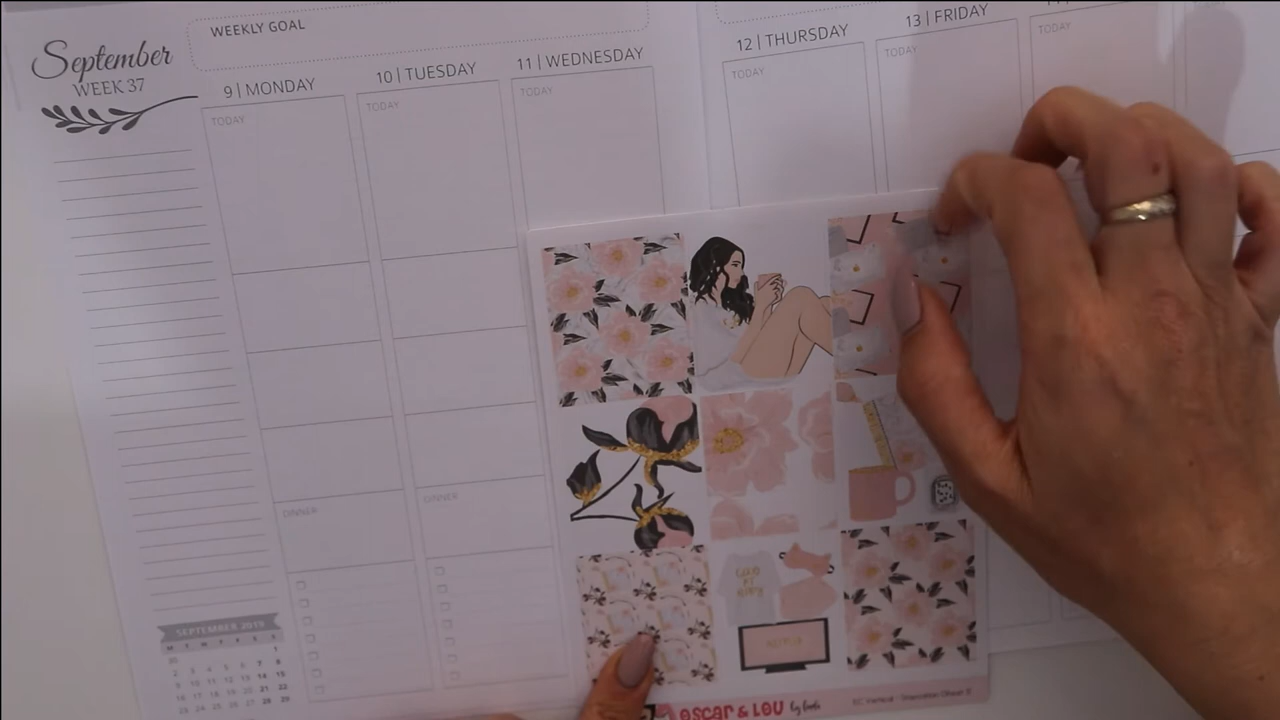 WEEKLY GOAL
September
WEEK 37
9 | MONDAY
10 | TUESDAY
11 | WEDNESDAY
12 | THURSDAY
13 | FRIDAY
TODAY
TODAY
TODAY
TODAY
TODAY
TODAY
DINNER
DINNER
SEPTEMBER 2019
OSCAR & LOU